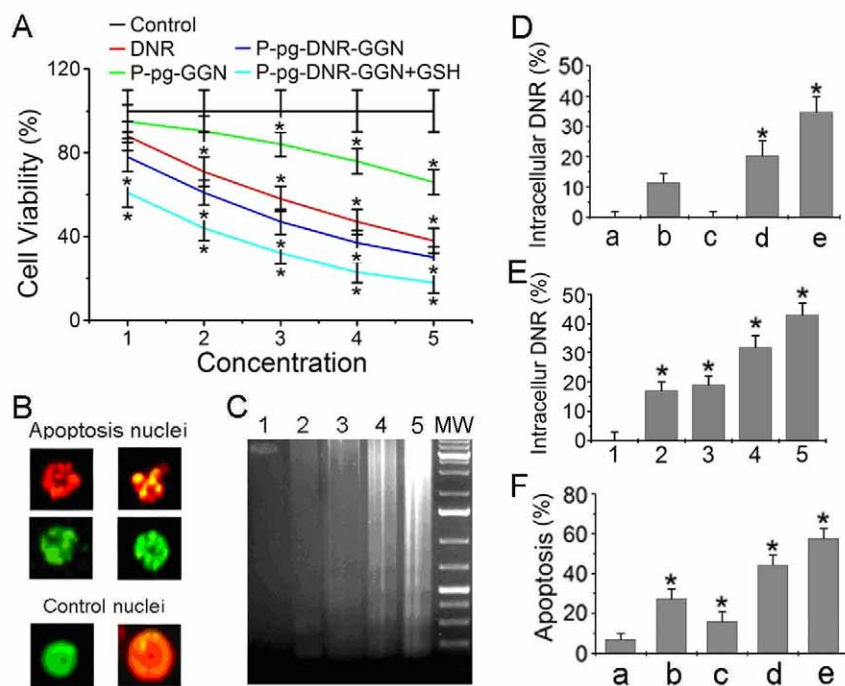 A
Control
DNR
P-pg-DNR-GGN
P-pg-GGN
P-pg-DNR-GGN+GSH
Cell Viability (%)
120
80
40
0
* * * *
* * * *
* * * *
* * * * *
1 2 3 4 5
Concentration
B
Apoptosis nuclei
Control nuclei
C
1 2 3 4 5 MW
D
Intracellular DNR (%)
50
40
30
20
10
0
* *
a b c d e
E
Intracellur DNR (%)
50
40
30
20
10
0
* * * *
1 2 3 4 5
F
Apoptosis (%)
80
60
40
20
0
* * * *
a b c d e